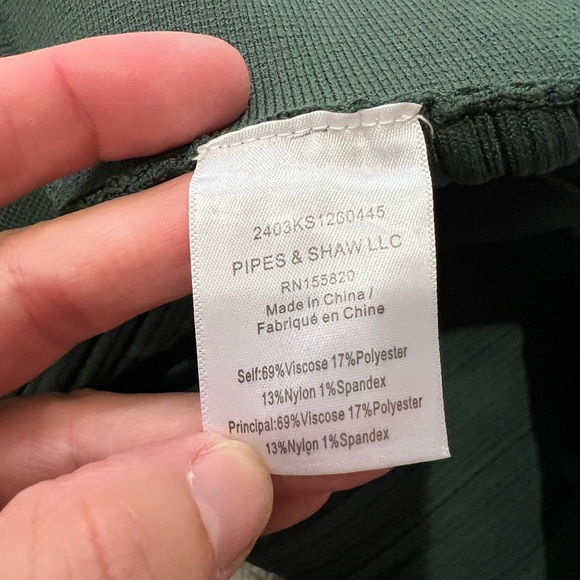 2403KS1260445
PIPES & SHAW LLC
RN155820
Made in China /
Fabriqué en Chine
Self:69%Viscose 17%Polyester
13%Nylon 1%Spandex
Principal:69%Viscose 17%Polyester
13%Nylon 1%Spandex